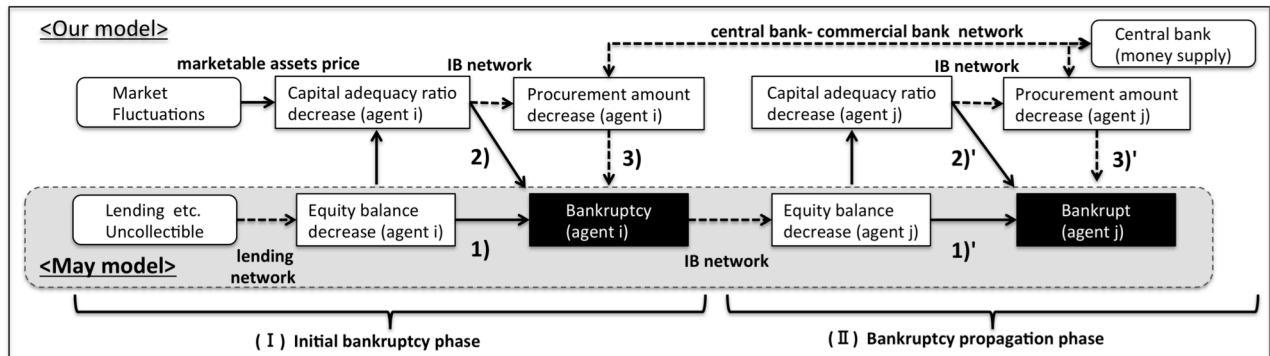 <Our model>
central bank- commercial bank network
Central bank
(money supply)
marketable assets price
IB network
IB network
Market
Fluctuations
Capital adequacy ratio
decrease (agent i)
Procurement amount
decrease (agent i)
Capital adequacy ratio
decrease (agent j)
Procurement amount
decrease (agent j)
2)
3)
2)'
3)'
Lending etc.
Uncollectible
Equity balance
decrease (agent i)
Bankruptcy
(agent i)
Equity balance
decrease (agent j)
Bankrupt
(agent j)
1)
1)'
<May model>
lending
network
IB network
(Ⅰ) Initial bankruptcy phase
(Ⅱ) Bankruptcy propagation phase